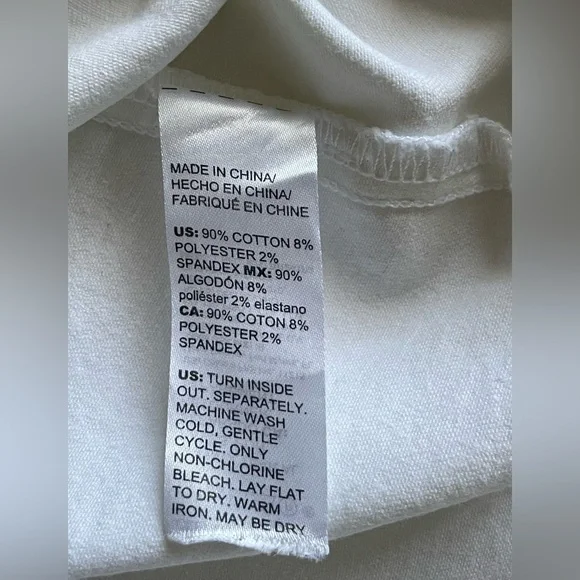 MADE IN CHINA/
HECHO EN CHINA/
FABRIQUÉ EN CHINE
US: 90% COTTON 8%
POLYESTER 2%
SPANDEX MX: 90%
ALGODÓN 8%
poliéster 2% elastano
CA: 90% COTON 8%
POLYESTER 2%
SPANDEX
US: TURN INSIDE
OUT. SEPARATELY.
MACHINE WASH
COLD, GENTLE
CYCLE. ONLY
NON-CHLORINE
BLEACH. LAY FLAT
TO DRY. WARM
IRON. MAY BE DRY